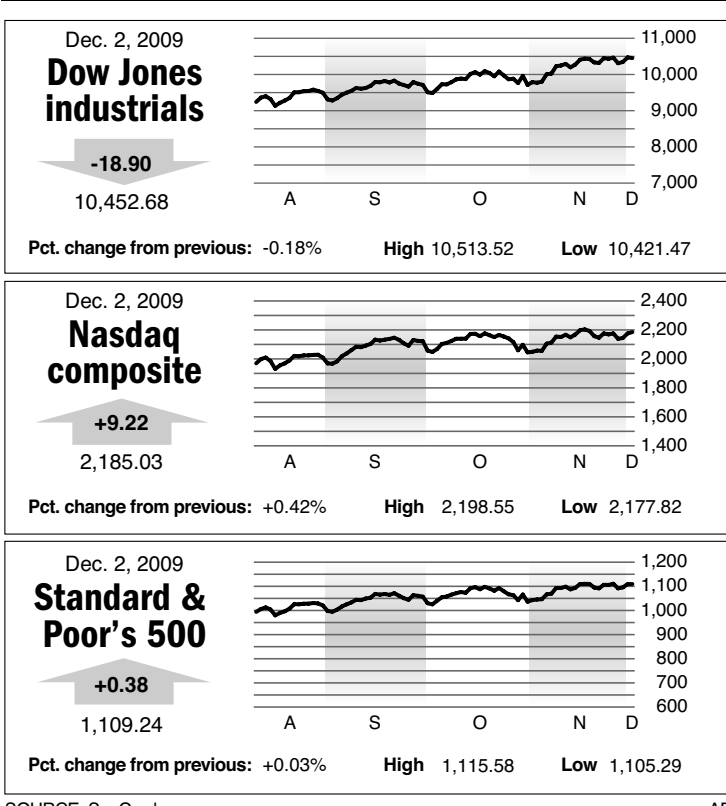 Dec. 2, 2009
Dow Jones
industrials
-18.90
10,452.68
11,000
10,000
9,000
8,000
7,000
A S O N D
Pct. change from previous: -0.18% High 10,513.52 Low 10,421.47
Dec. 2, 2009
Nasdaq
composite
+9.22
2,185.03
2,400
2,200
2,000
1,800
1,600
1,400
A S O N D
Pct. change from previous: +0.42% High 2,198.55 Low 2,177.82
Dec. 2, 2009
Standard &
Poor's 500
+0.38
1,109.24
1,200
1,100
1,000
900
800
700
600
A S O N D
Pct. change from previous: +0.03% High 1,115.58 Low 1,105.29
SOURCE: